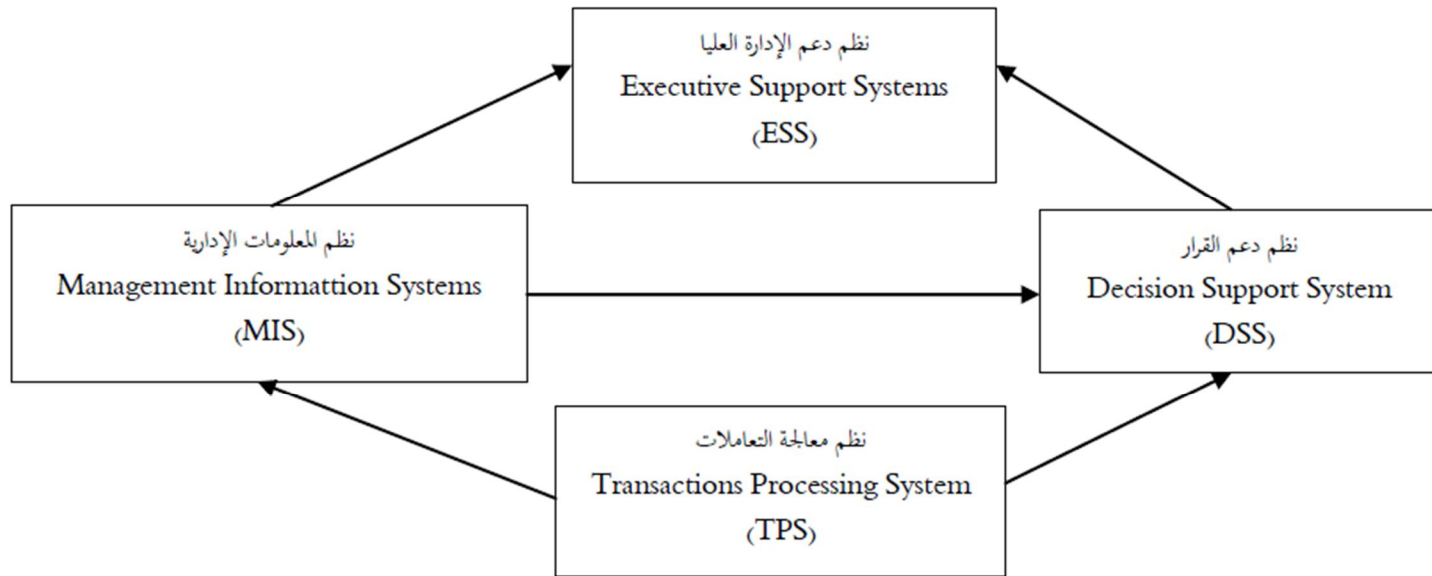 نظم دعم الإدارة العليا
Executive Support Systems
(ESS)
نظم المعلومات الإدارية
Management Informattion Systems
(MIS)
نظم دعم القرار
Decision Support System
(DSS)
نظم معالجة التعاملات
Transactions Processing System
(TPS)